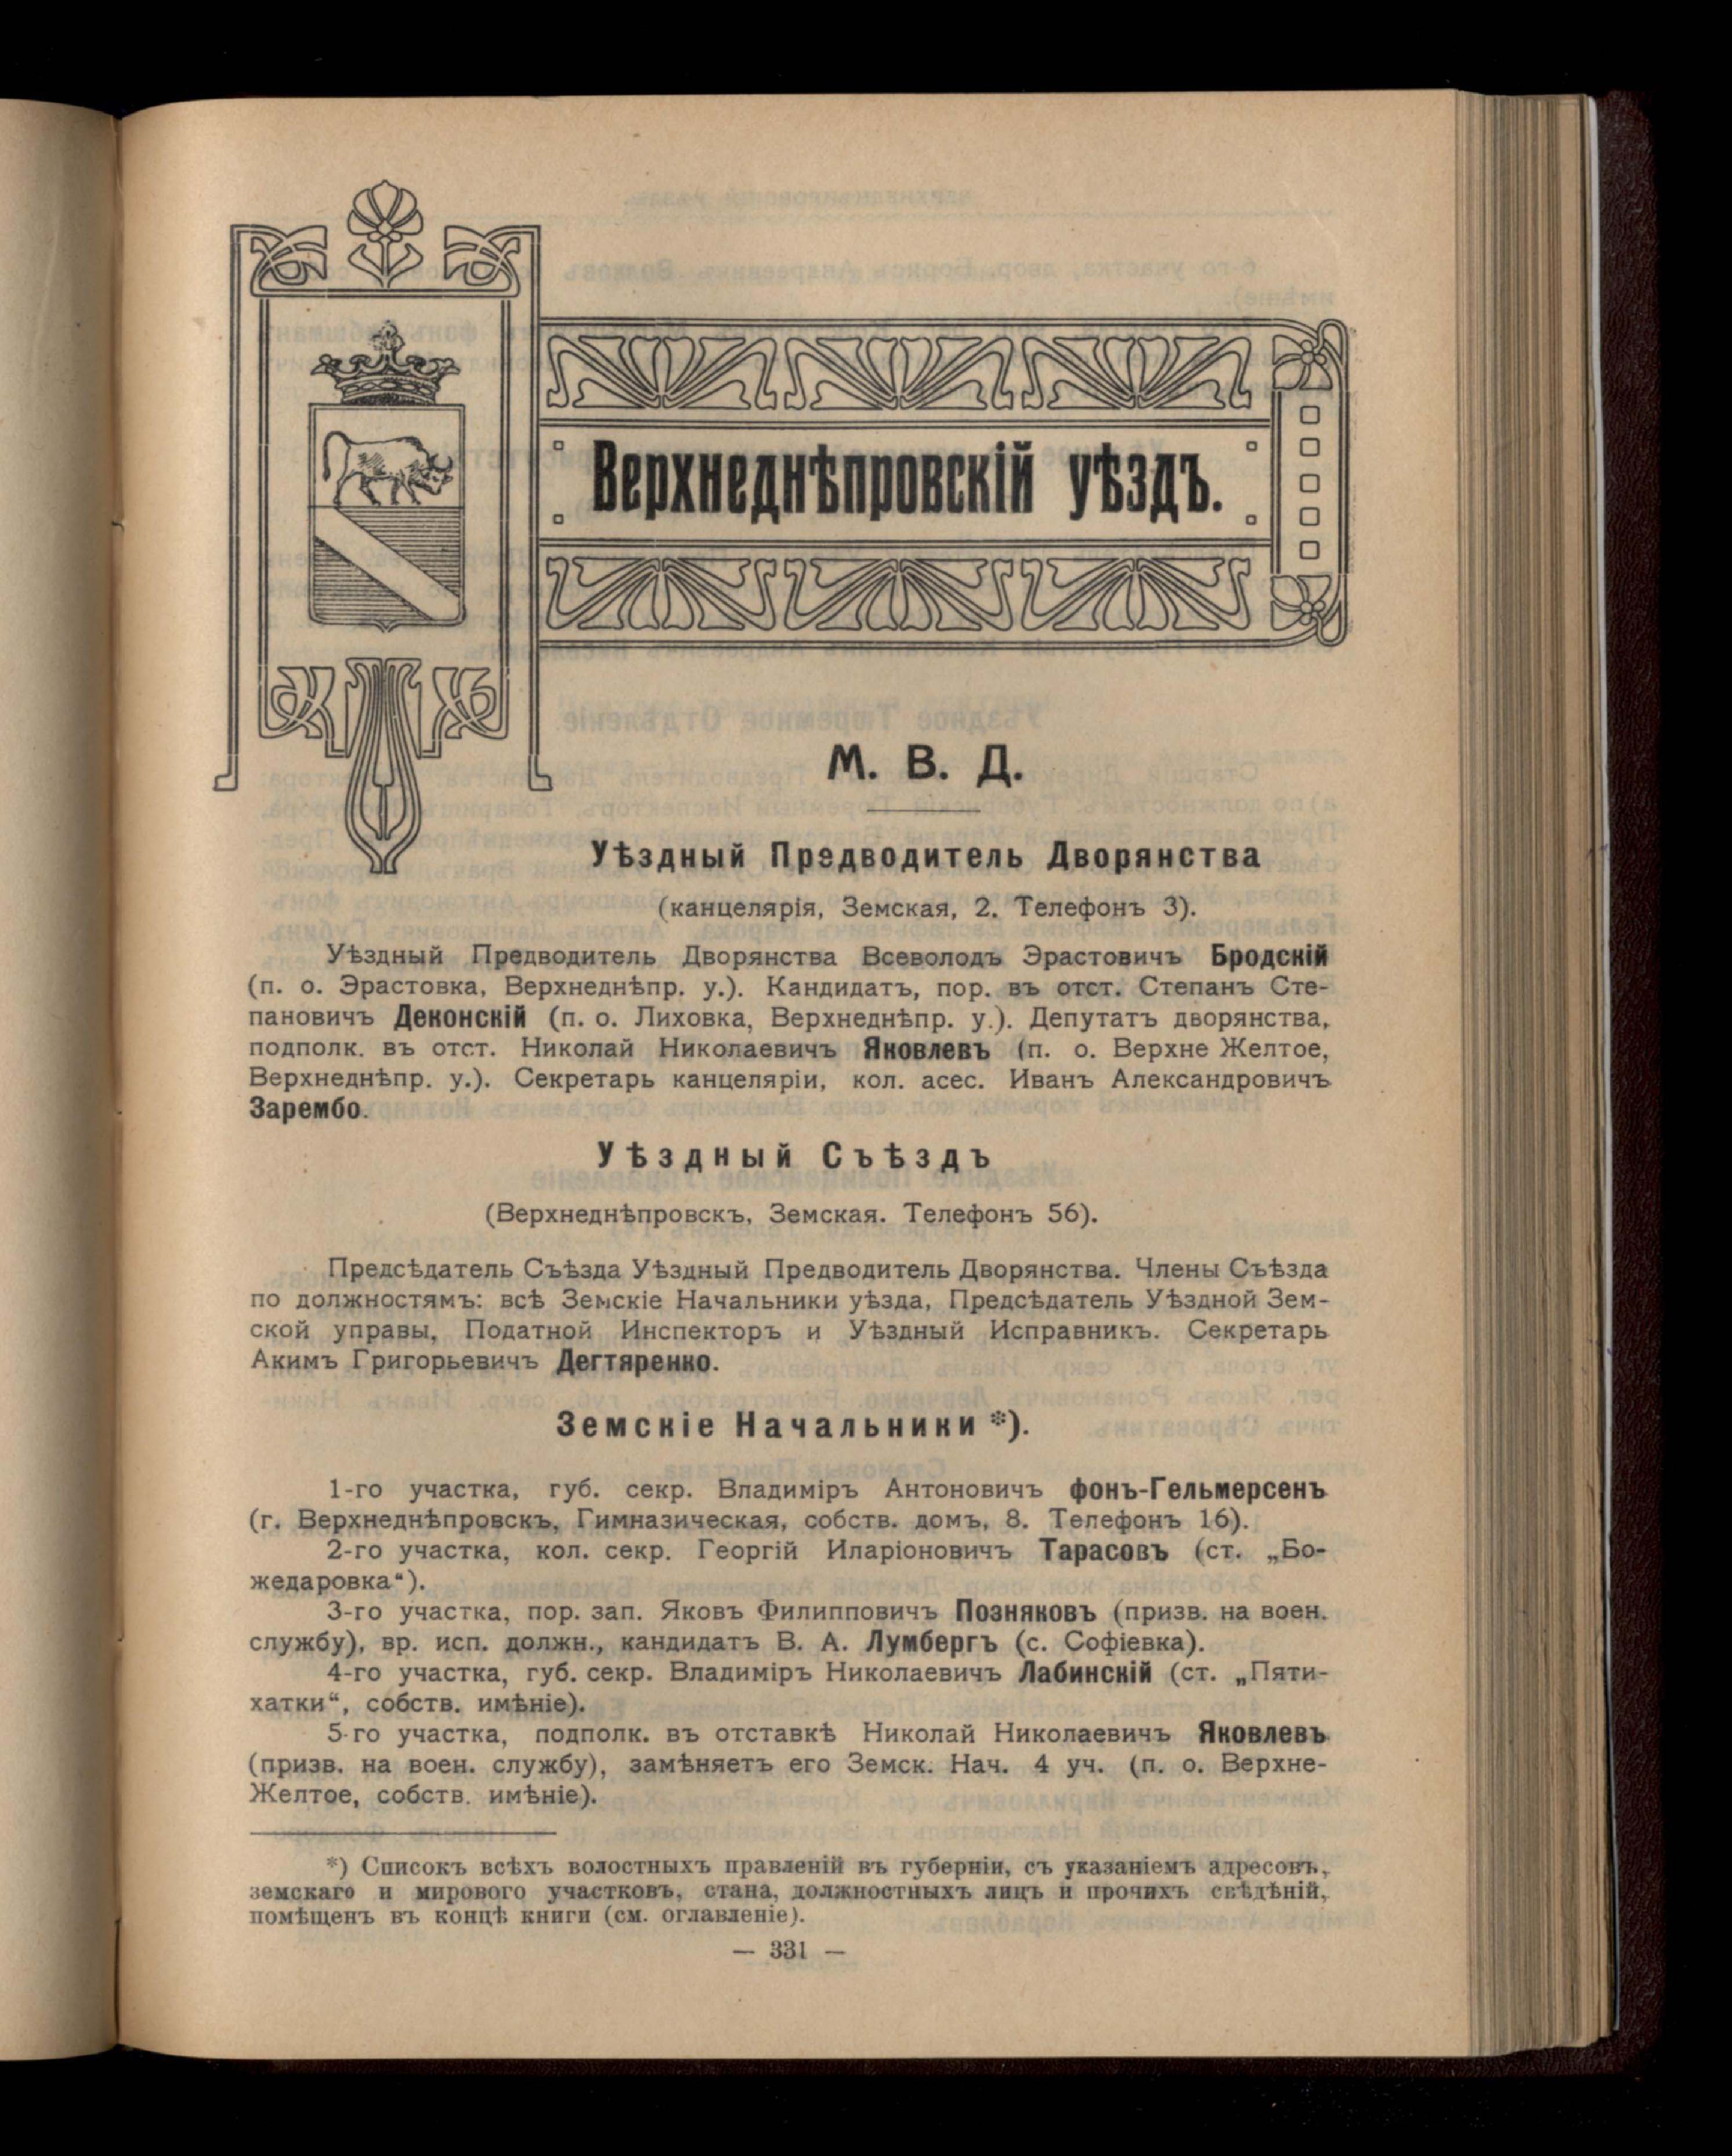 Верхнеднѣпровскій уѣздъ.
М. В. Д.
Уѣздный Предводитель Дворянства
(канцелярія, Земская, 2. Телефонъ 3).
Уѣздный Предводитель Дворянства Всеволодъ Эрастовичъ Бродскій
(п. о. Эрастовка, Верхнеднѣпр. у.). Кандидатъ, пор. въ отст. Степанъ Сте-
пановичъ Деконскій (п. о. Лиховка, Верхнеднѣпр. у.). Депутатъ дворянства,
подполк. въ отст. Николай Николаевичъ Яковлевъ (п. о. Верхне Желтое,
Верхнеднѣпр. у.). Секретарь канцеляріи, кол. асес. Иванъ Александровичъ
Зарембо.
Уѣздный Съѣздъ
(Верхнеднѣпровскъ, Земская. Телефонъ 56).
Предсѣдатель Съѣзда Уѣздный Предводитель Дворянства. Члены Съѣзда
по должностямъ: всѣ Земскіе Начальники уѣзда, Предсѣдатель Уѣздной Зем-
ской управы, Податной Инспекторъ и Уѣздный Исправникъ. Секретарь
Акимъ Григорьевичъ Дегтяренко.
Земскіе Начальники *).
1-го участка, губ. секр. Владиміръ Антоновичъ фонъ-Гельмерсенъ
(г. Верхнеднѣпровскъ, Гимназическая, собств. домъ, 8. Телефонъ 16).
2-го участка, кол. секр. Георгій Иларіоновичъ Тарасовъ (ст. „Бо-
жедаровка“).
3-го участка, пор. зап. Яковъ Филипповичъ Позняковъ (призв. на воен.
службу), вр. исп. должн., кандидатъ В. А. Лумбергъ (с. Софіевка).
4-го участка, губ. секр. Владиміръ Николаевичъ Лабинскій (ст. „Пяти-
хатки“, собств. имѣніе).
5-го участка, подполк. въ отставкѣ Николай Николаевичъ Яковлевъ
(призв. на воен. службу), замѣняетъ его Земск. Нач. 4 уч. (п. о. Верхне-
Желтое, собств. имѣніе).
*) Списокъ всѣхъ волостныхъ правленій въ губерніи, съ указаніемъ адресовъ,
земскаго и мирового участковъ, стана, должностныхъ лицъ и прочихъ свѣдѣній,
помѣщенъ въ концѣ книги (см. оглавленіе).
— 331 —